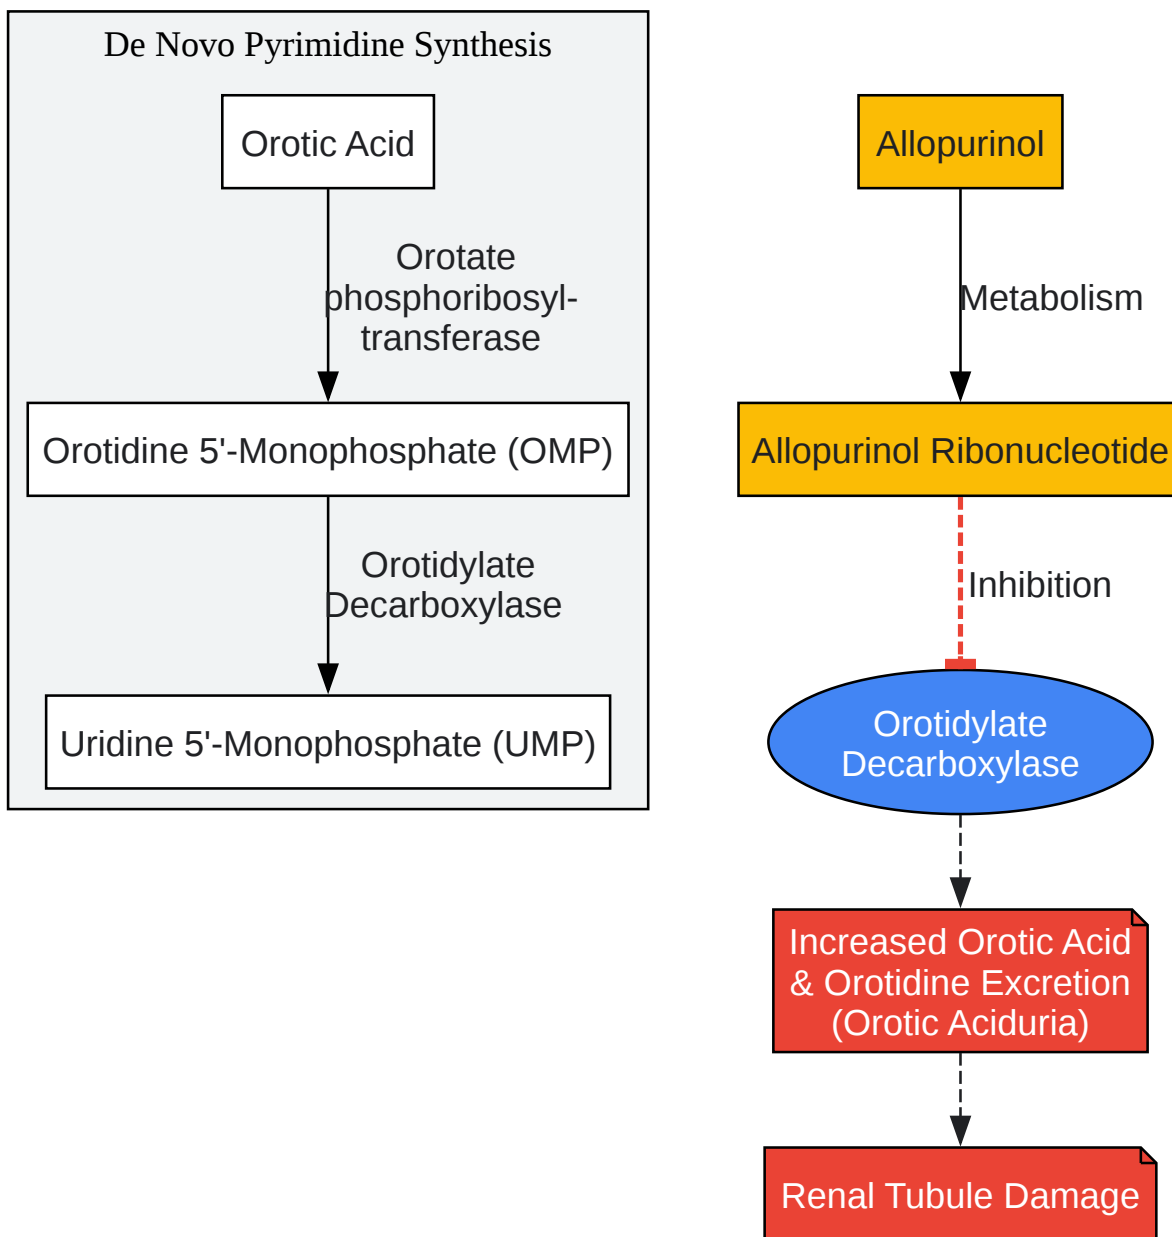 De Novo Pyrimidine Synthesis
Orotic Acid
Orotate
phosphoribosyl-
transferase
Orotidine 5'-Monophosphate (OMP)
Orotidylate
Decarboxylase
Uridine 5'-Monophosphate (UMP)
Allopurinol
Metabolism
Allopurinol Ribonucleotide
Inhibition
Orotidylate
Decarboxylase
Increased Orotic Acid
& Orotidine Excretion
(Orotic Aciduria)
Renal Tubule Damage